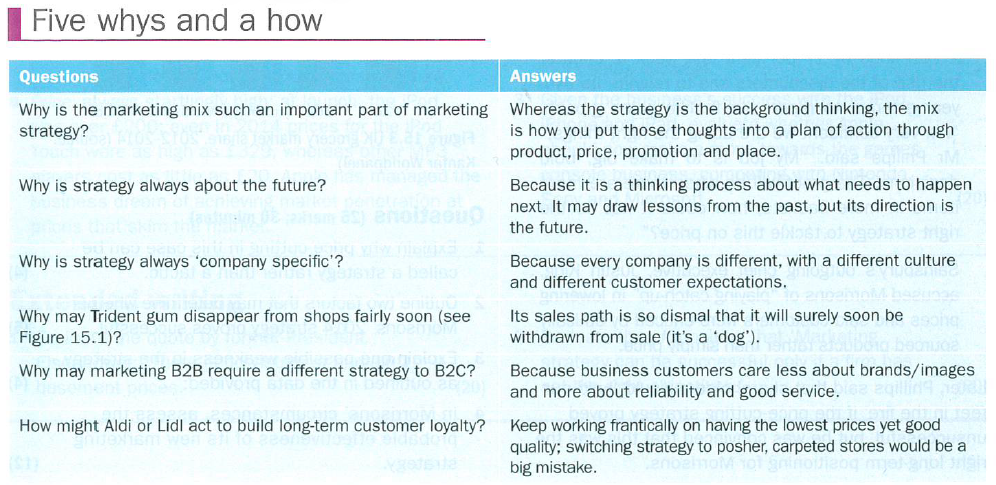 Five whys and a how
Questions
Answers
Why is the marketing mix such an important part of marketing
strategy?
Whereas the strategy is the background thinking, the mix
is how you put those thoughts into a plan of action through
product, price, promotion and place.
Why is strategy always about the future?
Because it is a thinking process about what needs to happen
next. It may draw lessons from the past, but its direction is
the future.
Why is strategy always ‘company specific’?
Because every company is different, with a different culture
and different customer expectations.
Why may Trident gum disappear from shops fairly soon (see
Figure 15.1)?
Its sales path is so dismal that it will surely soon be
withdrawn from sale (it’s a ‘dog’).
Why may marketing B2B require a different strategy to B2C?
Because business customers care less about brands/images
and more about reliability and good service.
How might Aldi or Lidl act to build long-term customer loyalty?
Keep working frantically on having the lowest prices yet good
quality; switching strategy to posher, carpeted stores would be a
big mistake.